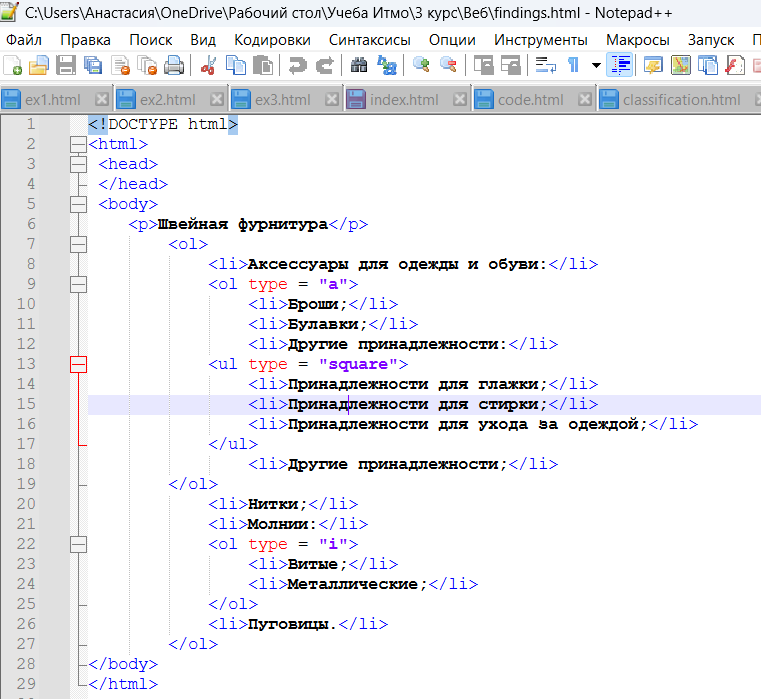 C:\Users\Анастасия\OneDrive\Рабочий стол\Учеба Итмо\3 курс\Веб\findings.html - Notepad++
Файл Правка Поиск Вид Кодировки Синтаксисы Опции Инструменты Макросы Запуск П
ex1.html ex2.html ex3.html index.html code.html classification.html
1 <!DOCTYPE html>
2 <html>
3 <head>
4 </head>
5 <body>
6 <p>Швейная фурнитура</p>
7 <ol>
8 <li>Аксессуары для одежды и обуви:</li>
9 <ol type = "a">
10 <li>Броши;</li>
11 <li>Булавки;</li>
12 <li>Другие принадлежности:</li>
13 <ul type = "square">
14 <li>Принадлежности для глажки;</li>
15 <li>Принадлежности для стирки;</li>
16 <li>Принадлежности для ухода за одеждой;</li>
17 </ul>
18 <li>Другие принадлежности;</li>
19 </ol>
20 <li>Нитки;</li>
21 <li>Молнии:</li>
22 <ol type = "i">
23 <li>Витые;</li>
24 <li>Металлические;</li>
25 </ol>
26 <li>Пуговицы.</li>
27 </ol>
28 </body>
29 </html>